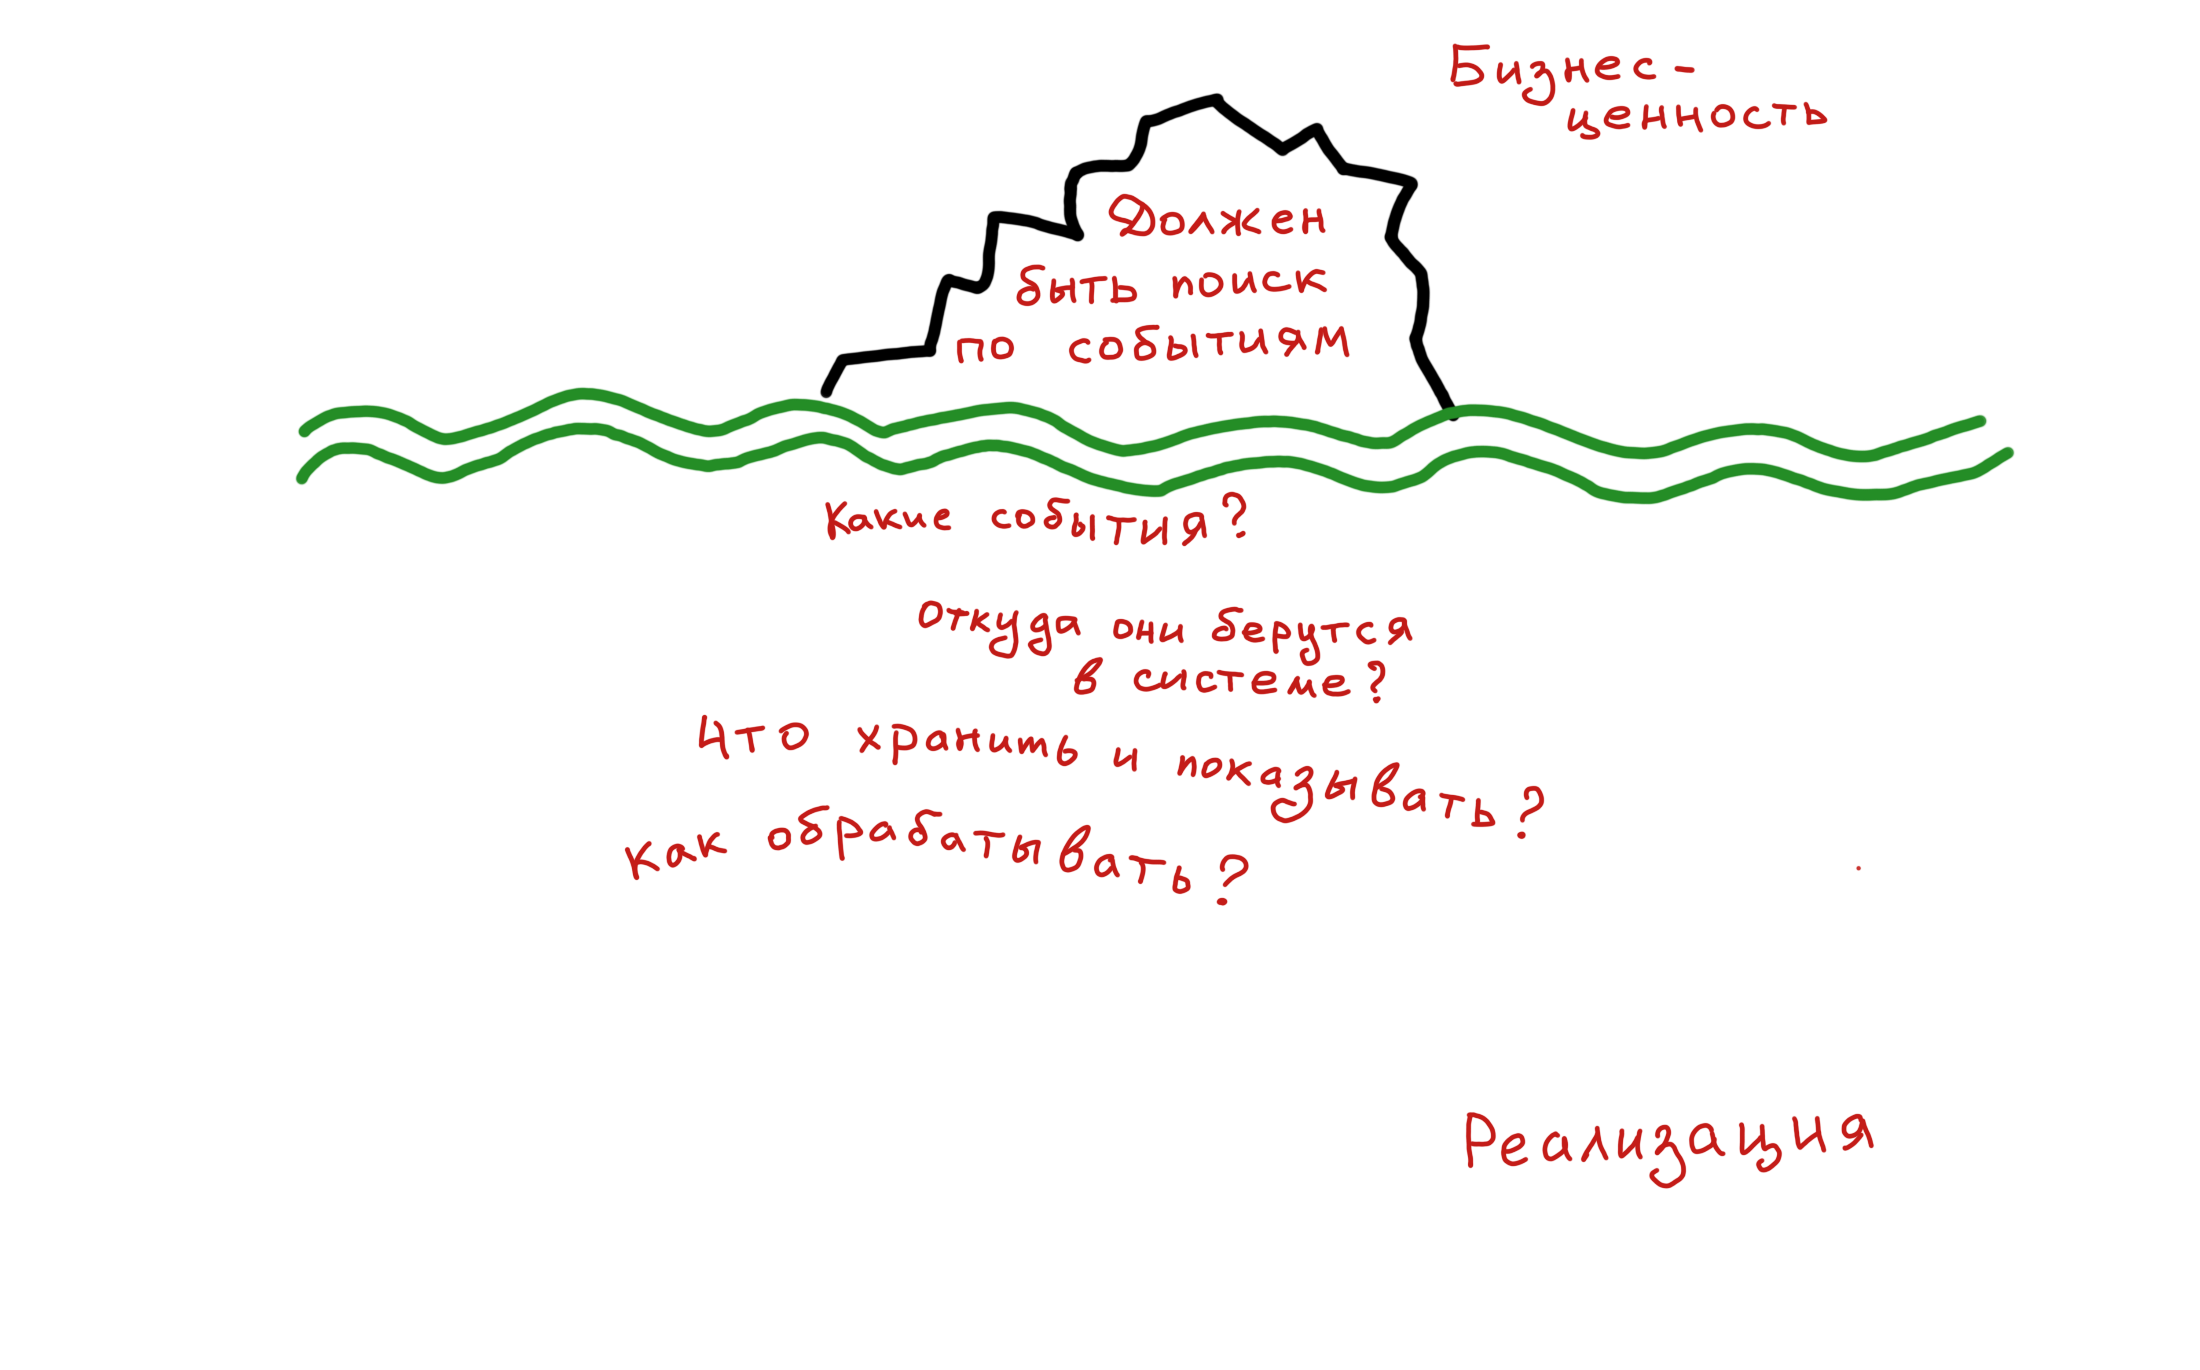 Бизнес-
ценность
Должен
быть поиск
по событиям
Какие события?
Откуда они берутся
в системе?
Что хранить и показывать?
Как обрабатывать?
Реализация